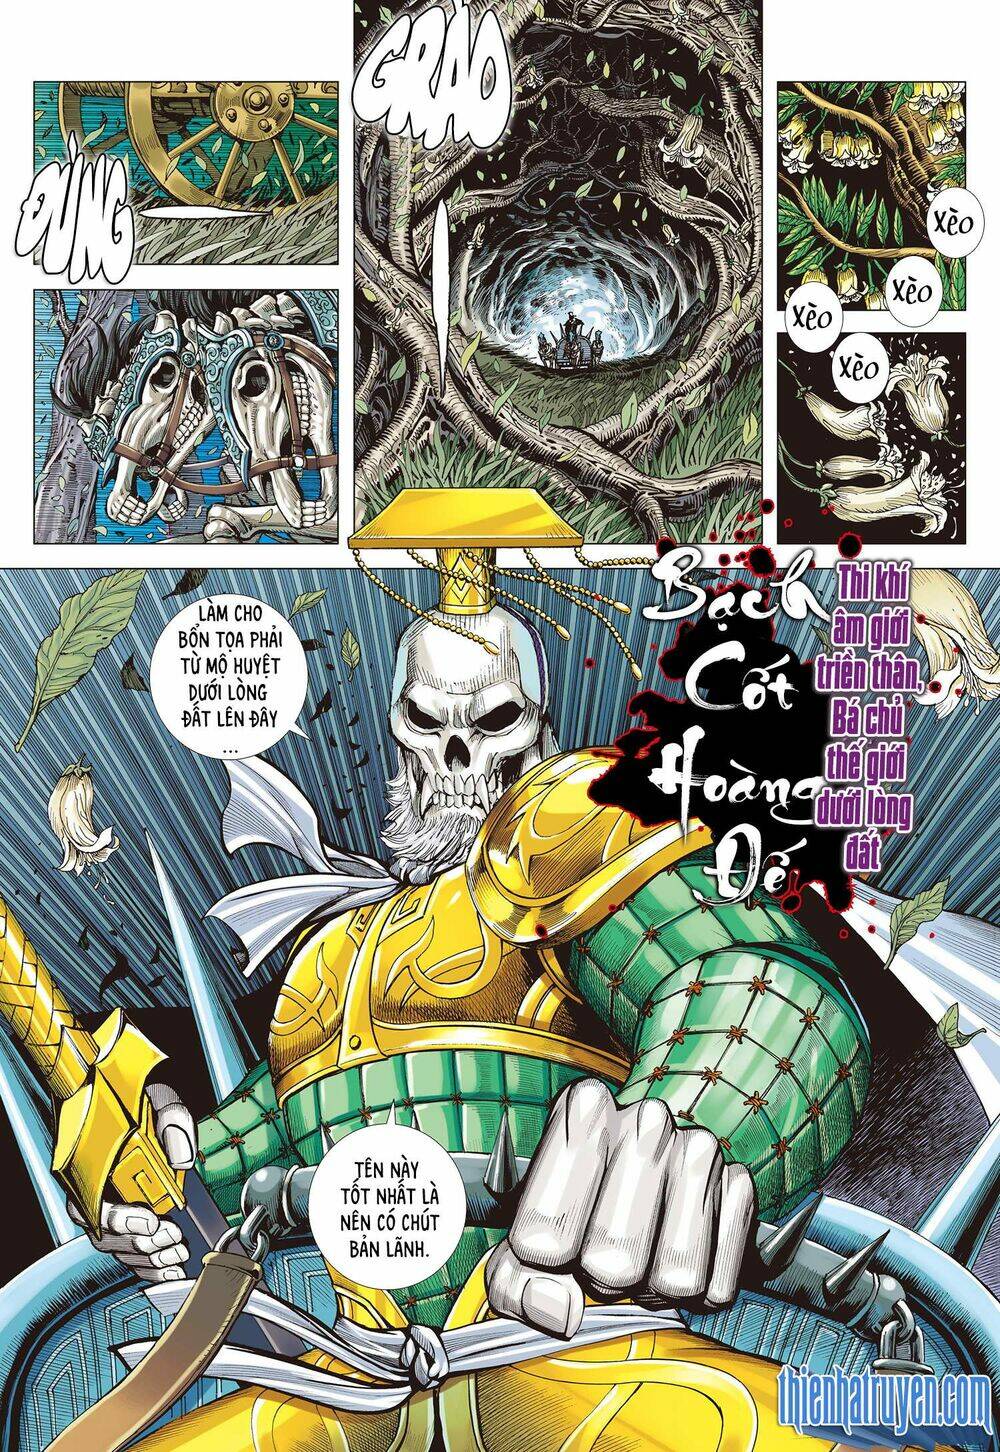 GRÀO
ĐÙNG
XÈO
XÈO
XÈO
XÈO
Bạch
Cốt
Hoàng
Đế
Thi khí
âm giới
triền thân,
Bá chủ
thế giới
dưới lòng
đất
LÀM CHO
BỔN TỌA PHẢI
TỪ MỘ HUYỆT
DƯỚI LÒNG
ĐẤT LÊN ĐÂY
...
TÊN NÀY
TỐT NHẤT LÀ
NÊN CÓ CHÚT
BẢN LÃNH.
thienhatruyen.com